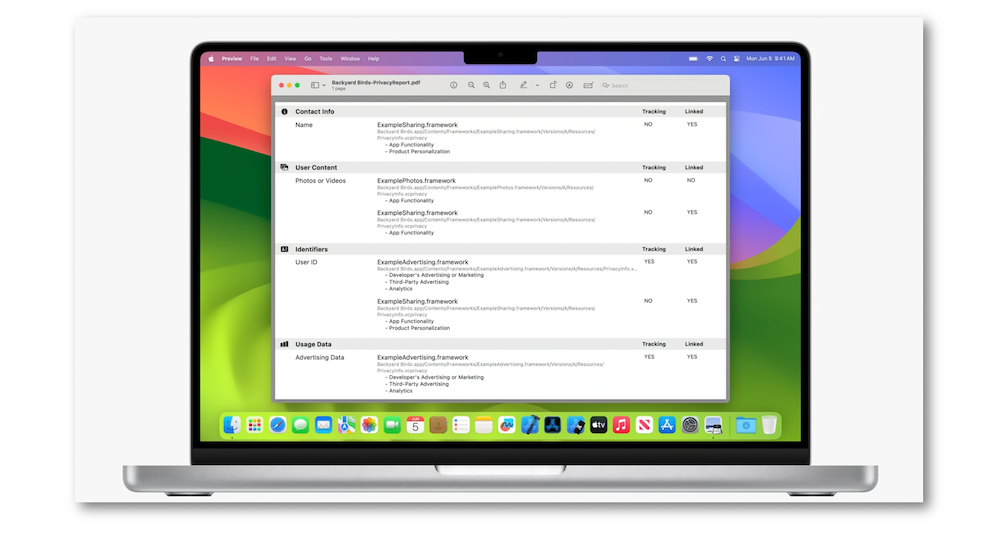 Preview File Edit View Go Tools Window Help Mon Jun 5 9:41 AM
Backyard Birds-PrivacyReport.pdf
1 page
Search
Contact Info Tracking Linked
Name ExampleSharing.framework NO YES
Backyard Birds.app/Contents/Frameworks/ExampleSharing.framework/Versions/A/Resources/
PrivacyInfo.xcprivacy
- App Functionality
- Product Personalization
User Content Tracking Linked
Photos or Videos ExamplePhotos.framework NO NO
Backyard Birds.app/Contents/Frameworks/ExamplePhotos.framework/Versions/A/Resources/
PrivacyInfo.xcprivacy
- App Functionality
ExampleSharing.framework NO YES
Backyard Birds.app/Contents/Frameworks/ExampleSharing.framework/Versions/A/Resources/
PrivacyInfo.xcprivacy
- App Functionality
Identifiers Tracking Linked
User ID ExampleAdvertising.framework YES YES
Backyard Birds.app/Contents/Frameworks/ExampleAdvertising.framework/Versions/A/Resources/PrivacyInfo.x...
- Developer's Advertising or Marketing
- Third-Party Advertising
- Analytics
ExampleSharing.framework NO YES
Backyard Birds.app/Contents/Frameworks/ExampleSharing.framework/Versions/A/Resources/
PrivacyInfo.xcprivacy
- App Functionality
- Product Personalization
Usage Data Tracking Linked
Advertising Data ExampleAdvertising.framework YES YES
Backyard Birds.app/Contents/Frameworks/ExampleAdvertising.framework/Versions/A/Resources/
PrivacyInfo.xcprivacy
- Developer's Advertising or Marketing
- Third-Party Advertising
- Analytics
5
tv